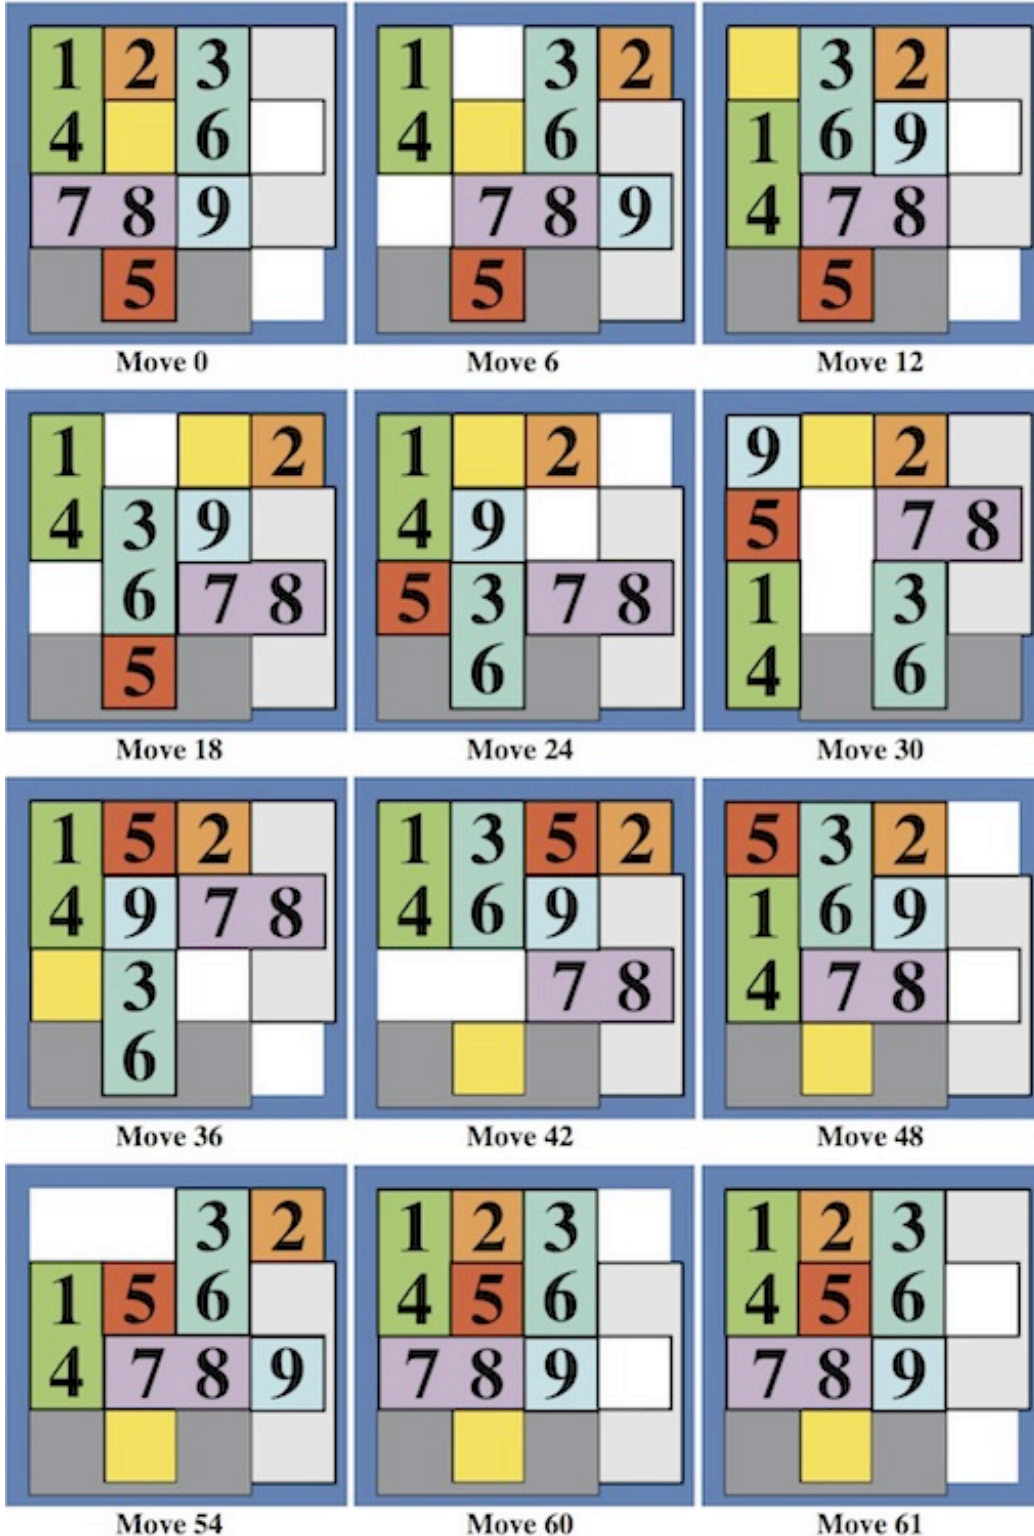 1 2 3
4 6
7 8 9
5
Move 0
1 3 2
4 6
7 8 9
5
Move 6
3 2
1 6 9
4 7 8
5
Move 12
1 2
4 3 9
6 7 8
5
Move 18
1 2
4 9
5 3 7 8
6
Move 24
9 2
5 7 8
1 3
4 6
Move 30
1 5 2
4 9 7 8
3
6
Move 36
1 3 5 2
4 6 9
7 8
Move 42
5 3 2
1 6 9
4 7 8
Move 48
3 2
1 5 6
4 7 8 9
Move 54
1 2 3
4 5 6
7 8 9
Move 60
1 2 3
4 5 6
7 8 9
Move 61